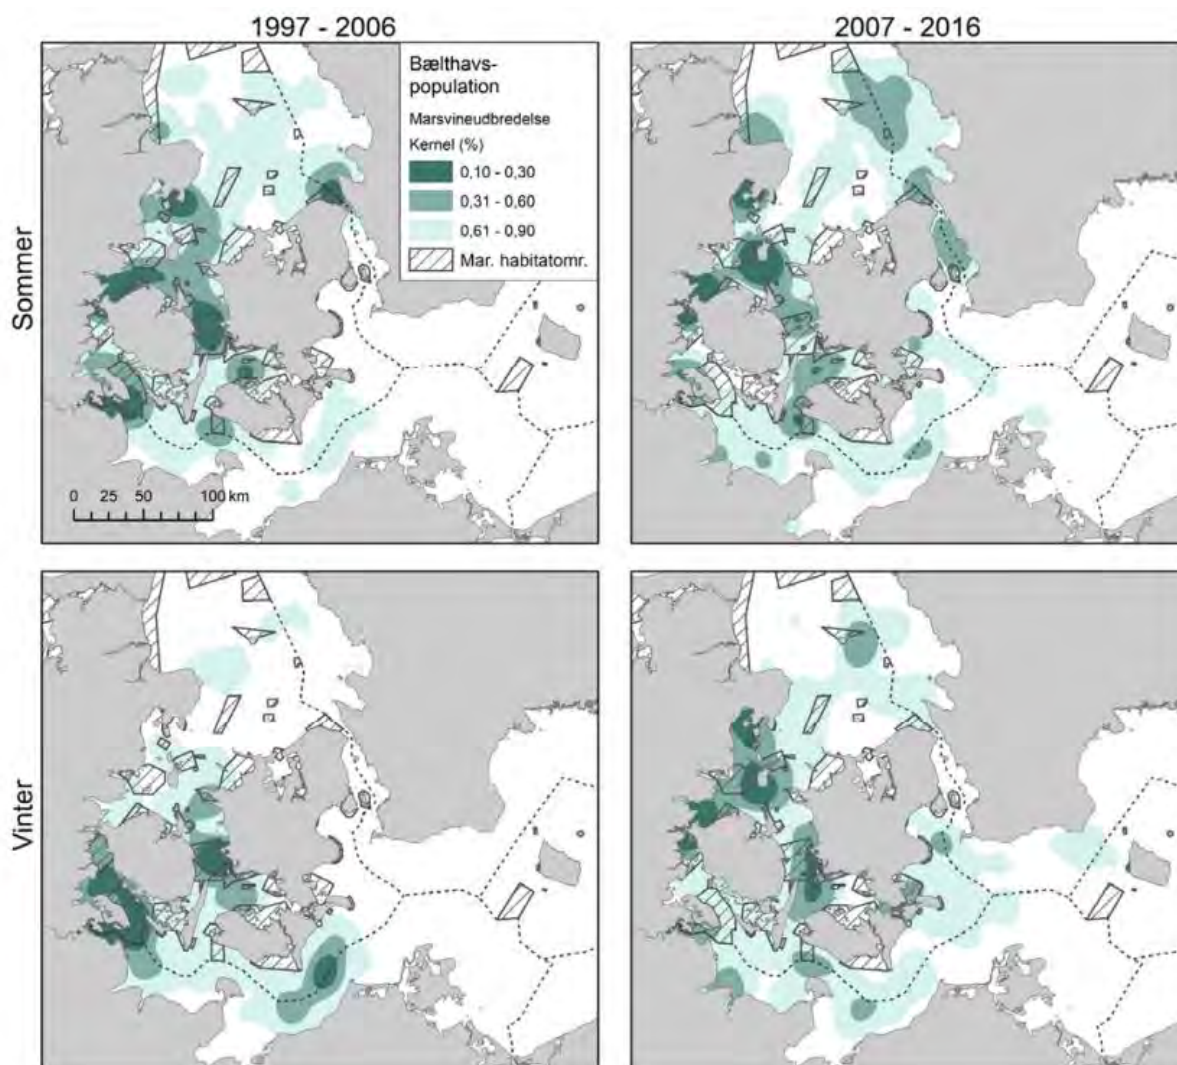 1997 - 2006
2007 - 2016
Sommer
Bælthavs-
population
Marsvineudbredelse
Kernel (%)
0,10 - 0,30
0,31 - 0,60
0,61 - 0,90
Mar. habitatomr.
0 25 50 100 km
Vinter